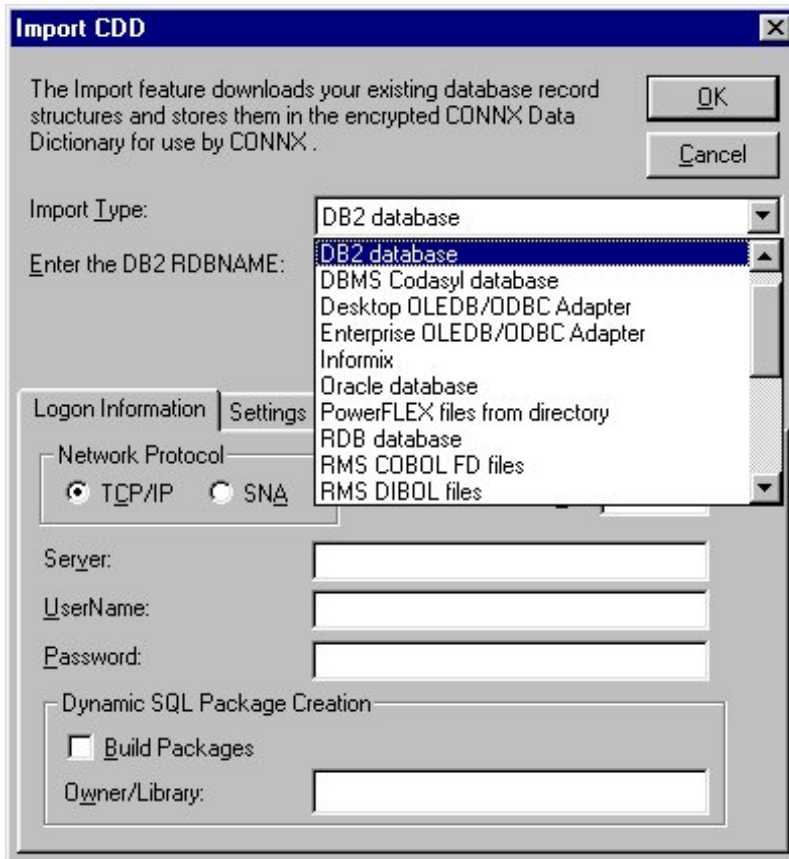 Import CDD
The Import feature downloads your existing database record
structures and stores them in the encrypted CONNX Data
Dictionary for use by CONNX .
OK
Cancel
Import Type:
DB2 database
Enter the DB2 RDBNAME:
DB2 database
DBMS Codasyl database
Desktop OLEDB/ODBC Adapter
Enterprise OLEDB/ODBC Adapter
Informix
Oracle database
PowerFLEX files from directory
RDB database
RMS COBOL FD files
RMS DIBOL files
Logon Information
Settings
Network Protocol
TCP/IP
SNA
Server:
UserName:
Password:
Dynamic SQL Package Creation
Build Packages
Owner/Library: